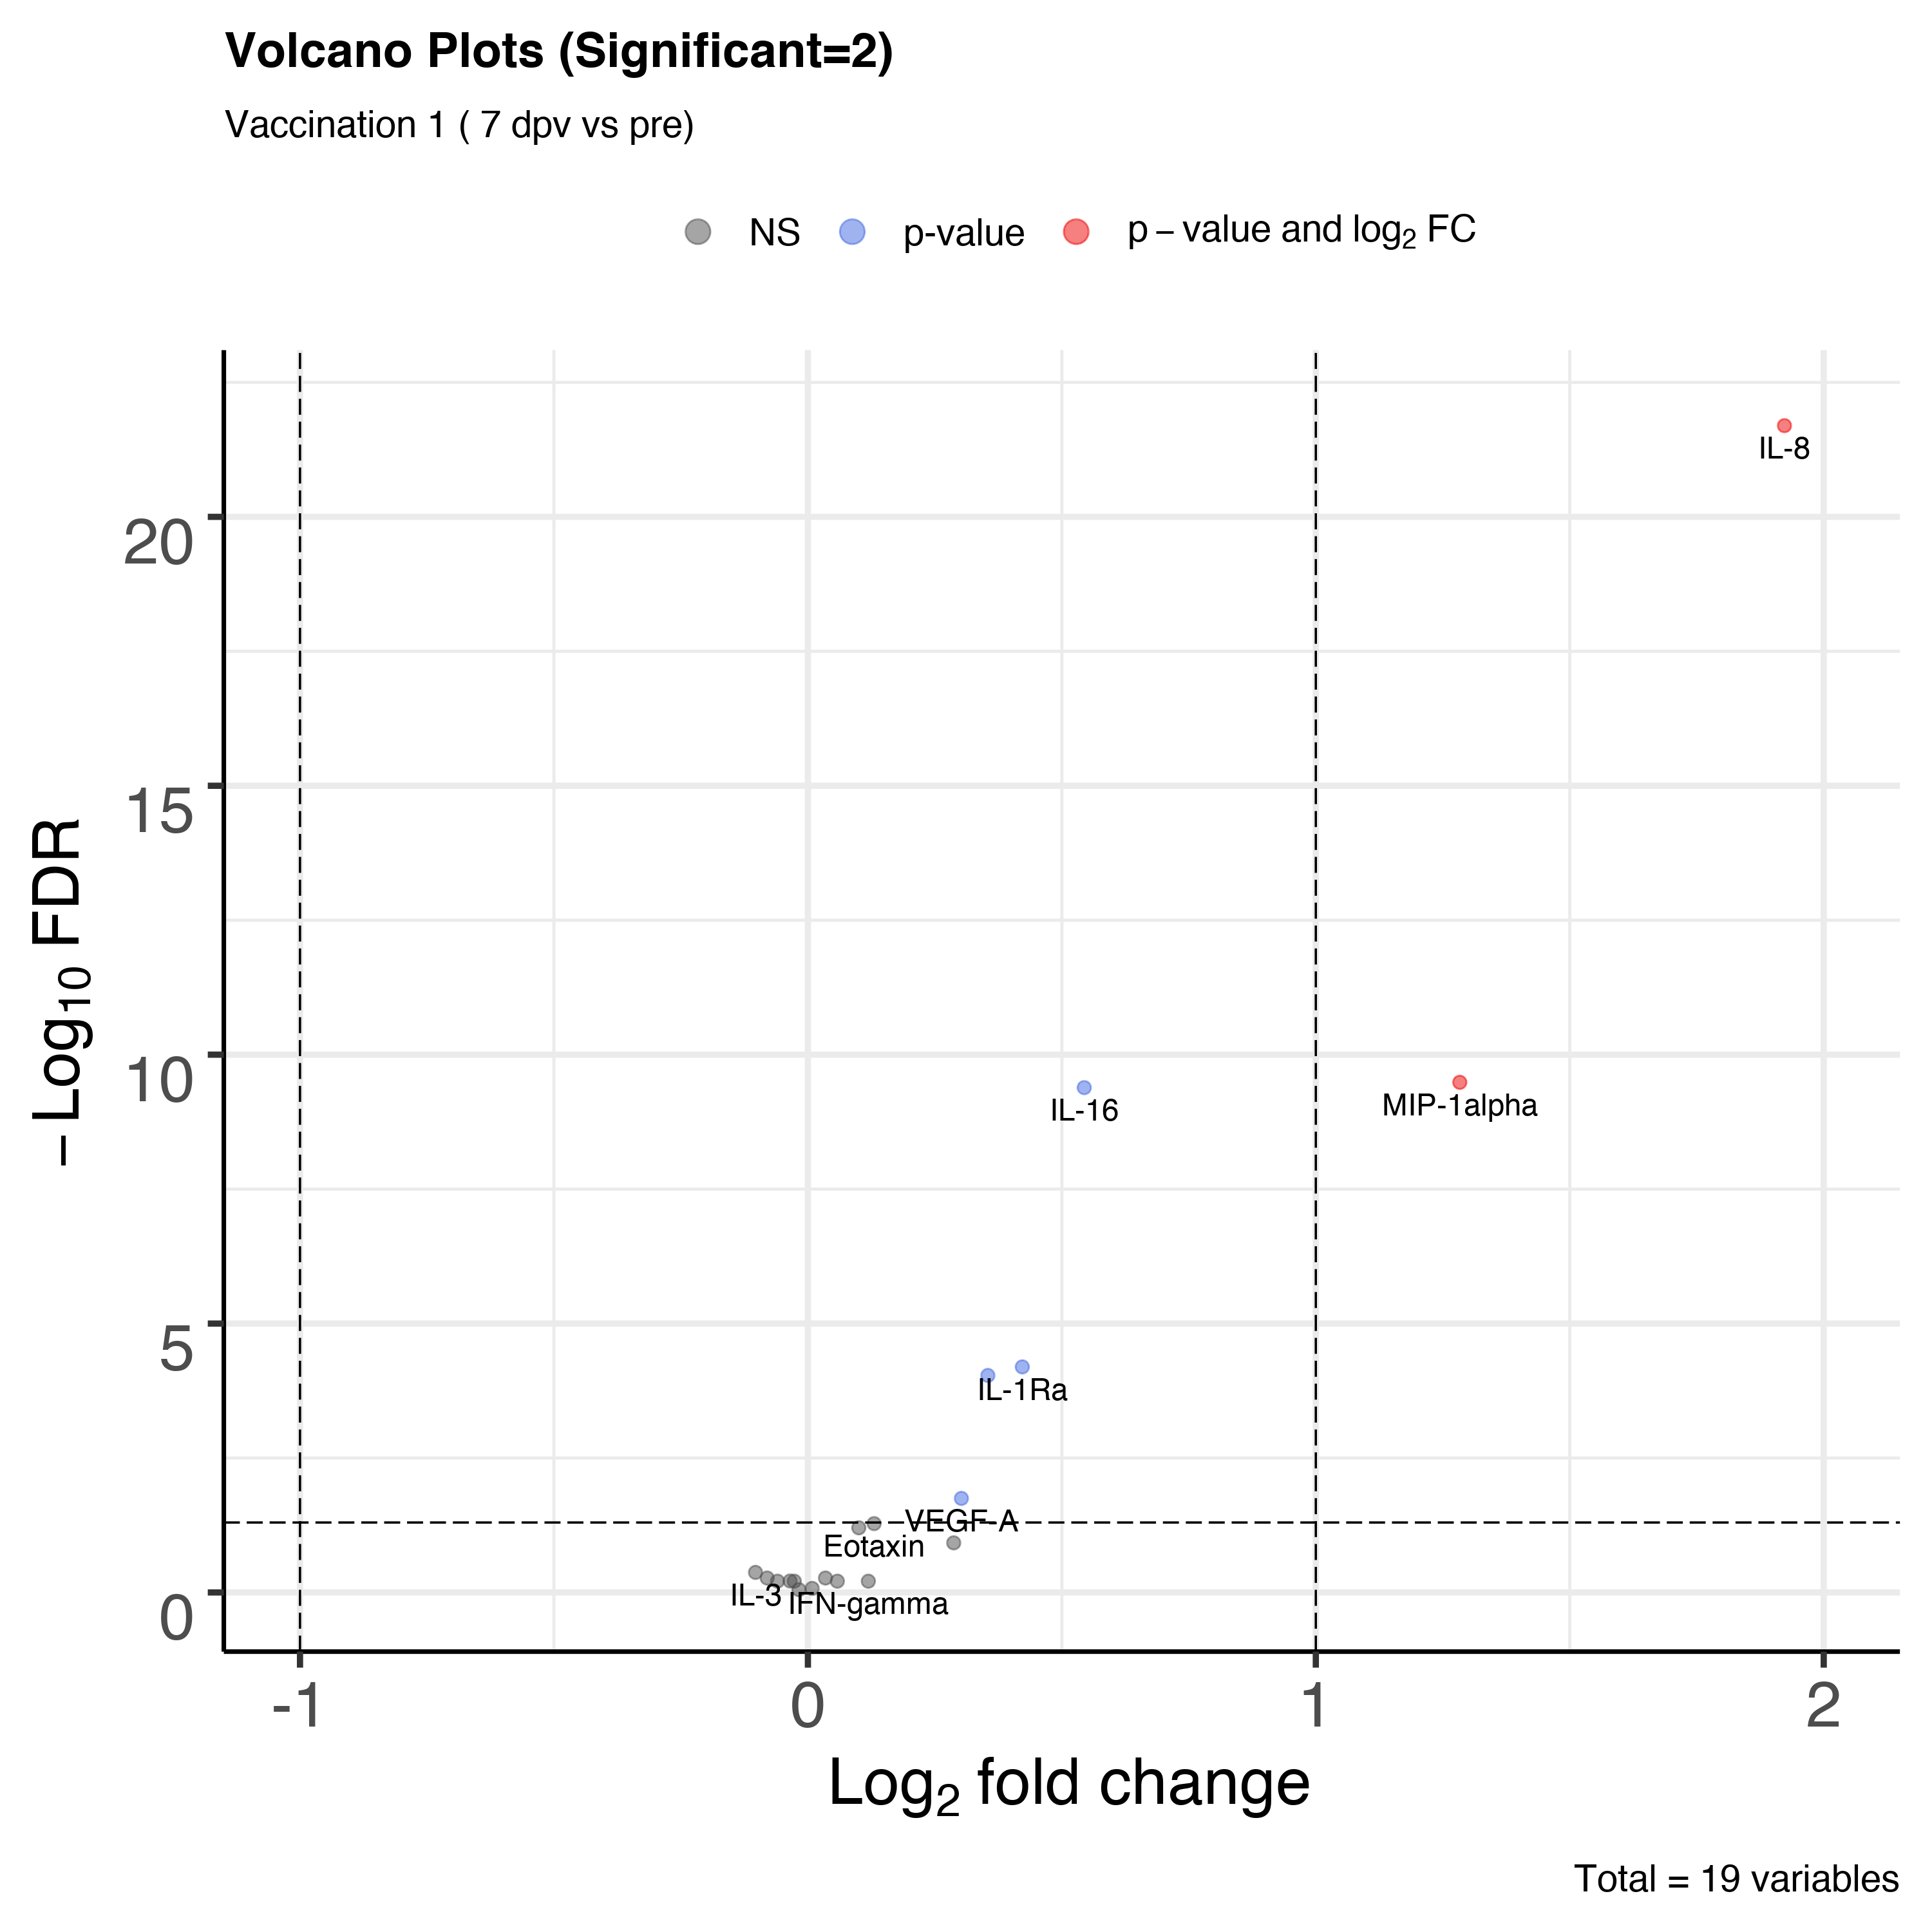 Volcano Plots (Significant=2)
Vaccination 1 ( 7 dpv vs pre)
NS p-value p – value and log₂ FC
IL-8
20
15
−Log₁₀ FDR
10
IL-16
MIP-1alpha
5
IL-1Ra
VEGF-A
Eotaxin
IL-3
IFN-gamma
0
-1 0 1 2
Log₂ fold change
Total = 19 variables